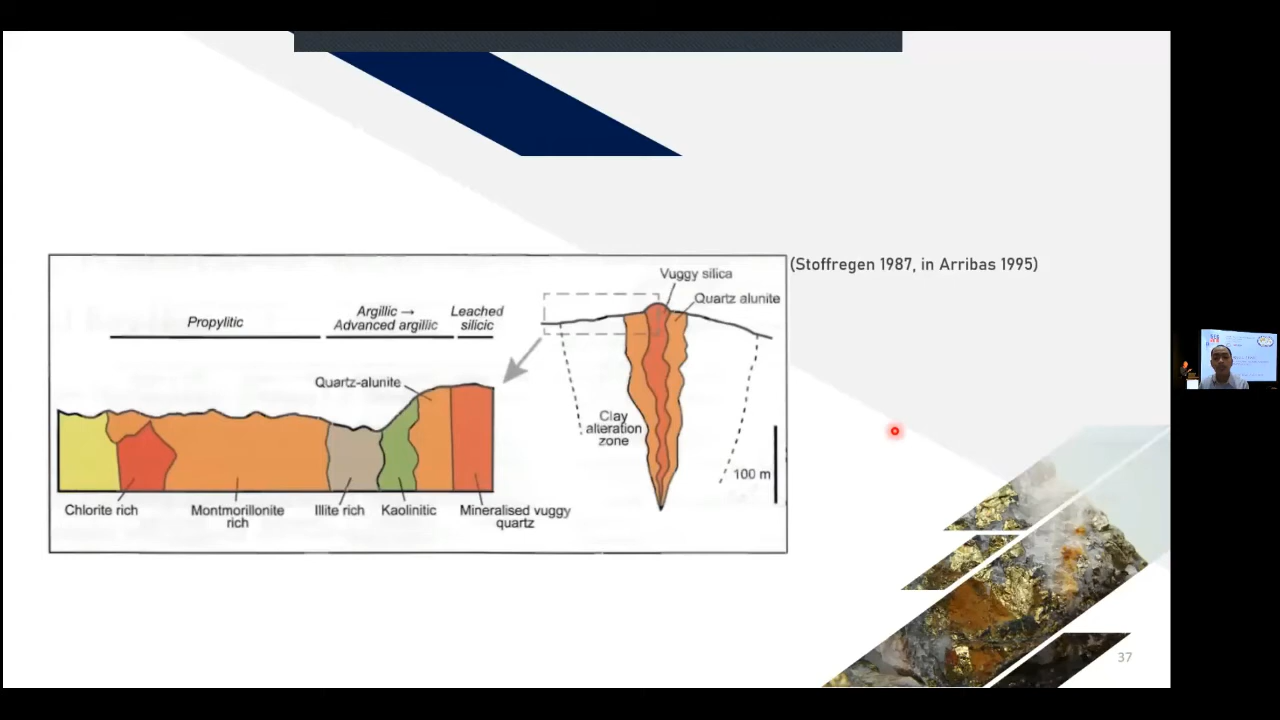 (Stoffregen 1987, in Arribas 1995)
Vuggy silica
Quartz alunite
Propylitic
Argillic →
Advanced argillic
Leached
silicic
Quartz-alunite
Clay
alteration
zone
100 m
Chlorite rich
Montmorillonite
rich
Illite rich
Kaolinitic
Mineralised vuggy
quartz
37